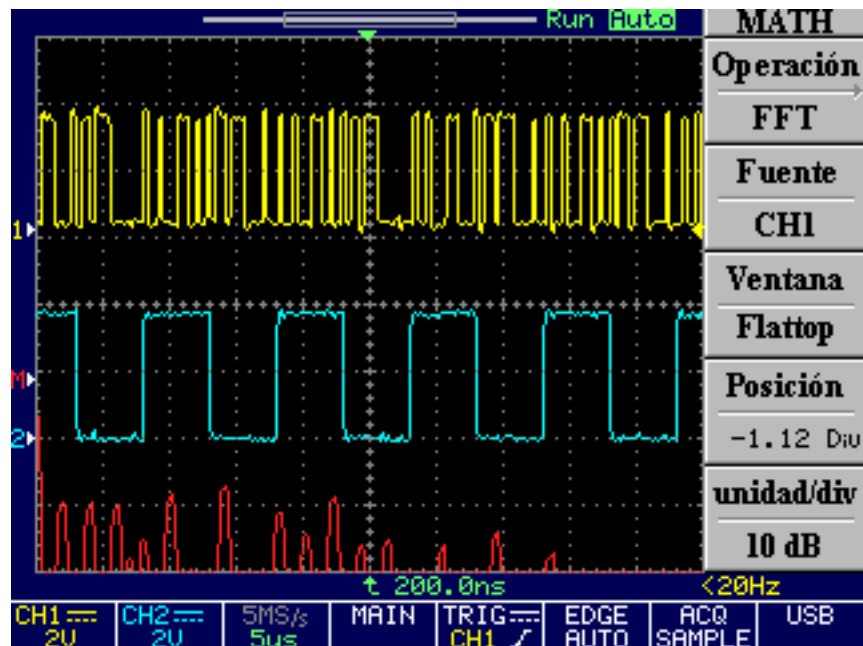 Run Auto
MATH
Operación
FFT
Fuente
CH1
Ventana
Flattop
Posición
-1.12 Div
unidad/div
10 dB
1
M
2
200.0ns
<20Hz
CH1 CH2 5MS/s MAIN TRIG EDGE ACQ USB
2V 2V 5us CH1 AUTO SAMPLE